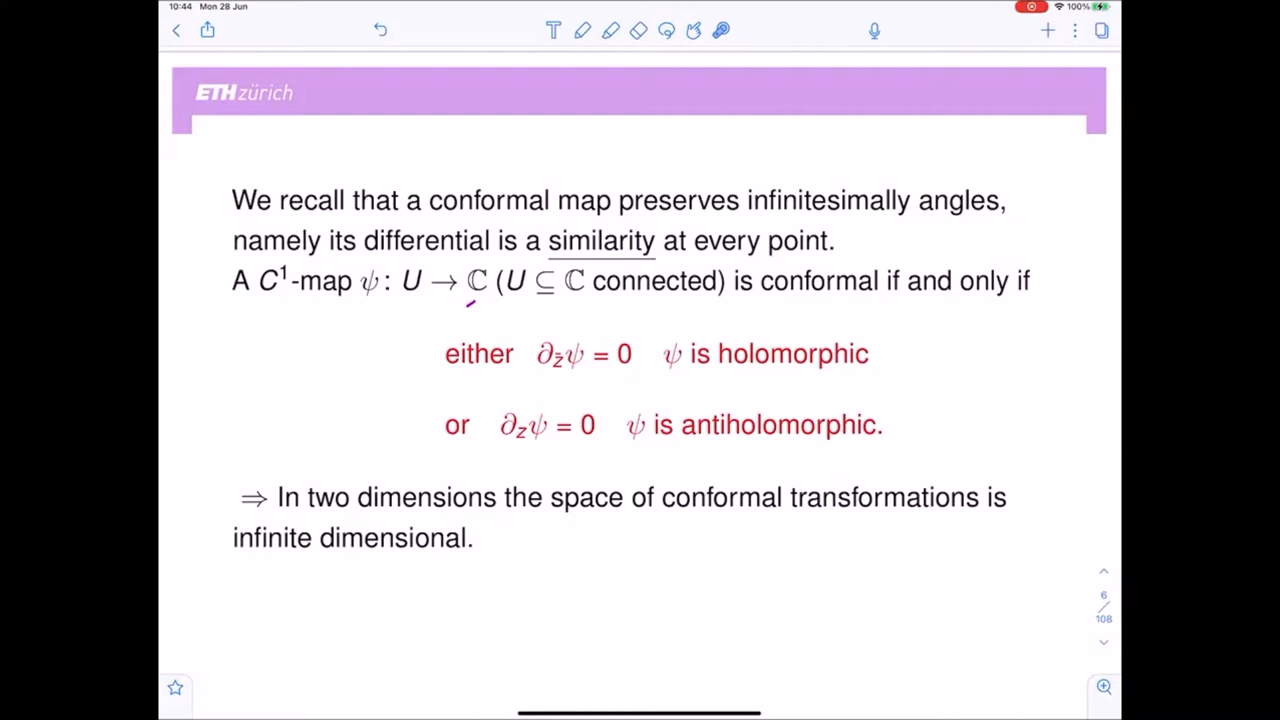 10:44 Mon 28 Jun
100%
ETH zürich
We recall that a conformal map preserves infinitesimally angles,
namely its differential is a similarity at every point.
A C¹-map ψ: U → ℂ (U ⊆ ℂ connected) is conformal if and only if
either ∂_z̄ψ = 0 ψ is holomorphic
or ∂_zψ = 0 ψ is antiholomorphic.
⇒ In two dimensions the space of conformal transformations is
infinite dimensional.
6
/
108